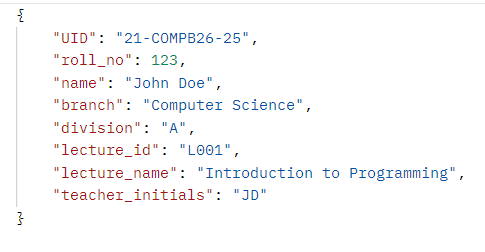 {
"UID": "21-COMPB26-25",
"roll_no": 123,
"name": "John Doe",
"branch": "Computer Science",
"division": "A",
"lecture_id": "L001",
"lecture_name": "Introduction to Programming",
"teacher_initials": "JD"
}